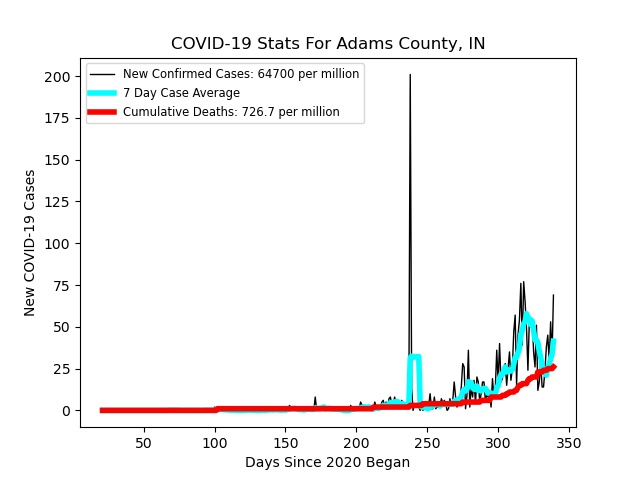 COVID-19 Stats For Adams County, IN
New Confirmed Cases: 64700 per million
7 Day Case Average
Cumulative Deaths: 726.7 per million
New COVID-19 Cases
200
175
150
125
100
75
50
25
0
50 100 150 200 250 300 350
Days Since 2020 Began